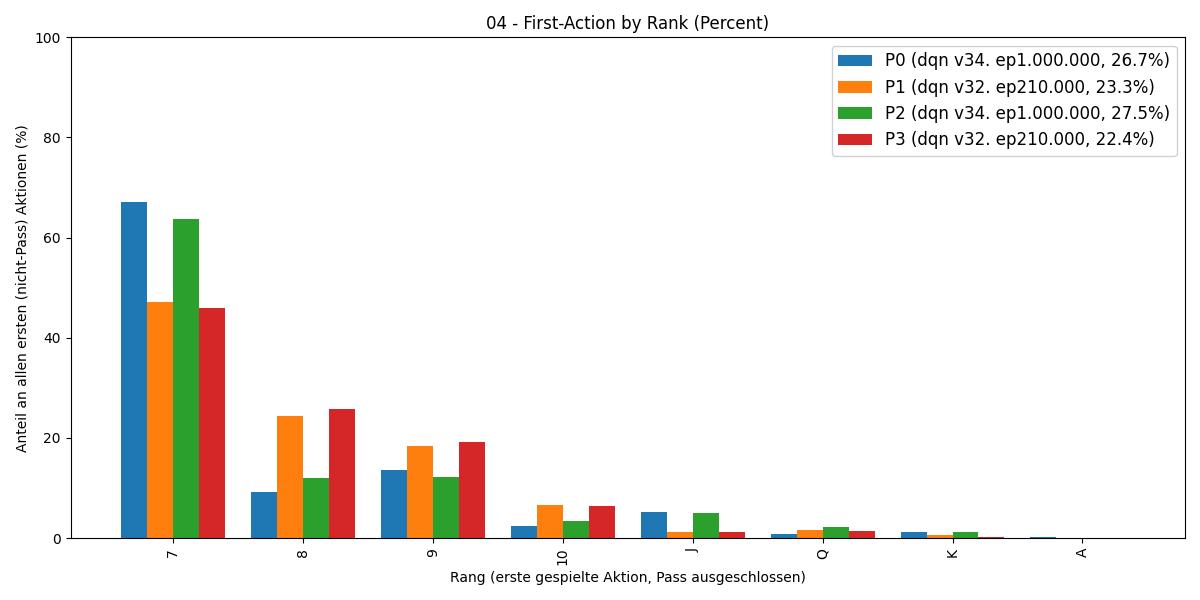 04 - First-Action by Rank (Percent)
Anteil an allen ersten (nicht-Pass) Aktionen (%)
100
80
60
40
20
0
P0 (dqn v34. ep1.000.000, 26.7%)
P1 (dqn v32. ep210.000, 23.3%)
P2 (dqn v34. ep1.000.000, 27.5%)
P3 (dqn v32. ep210.000, 22.4%)
7
8
9
10
J
Q
K
A
Rang (erste gespielte Aktion, Pass ausgeschlossen)